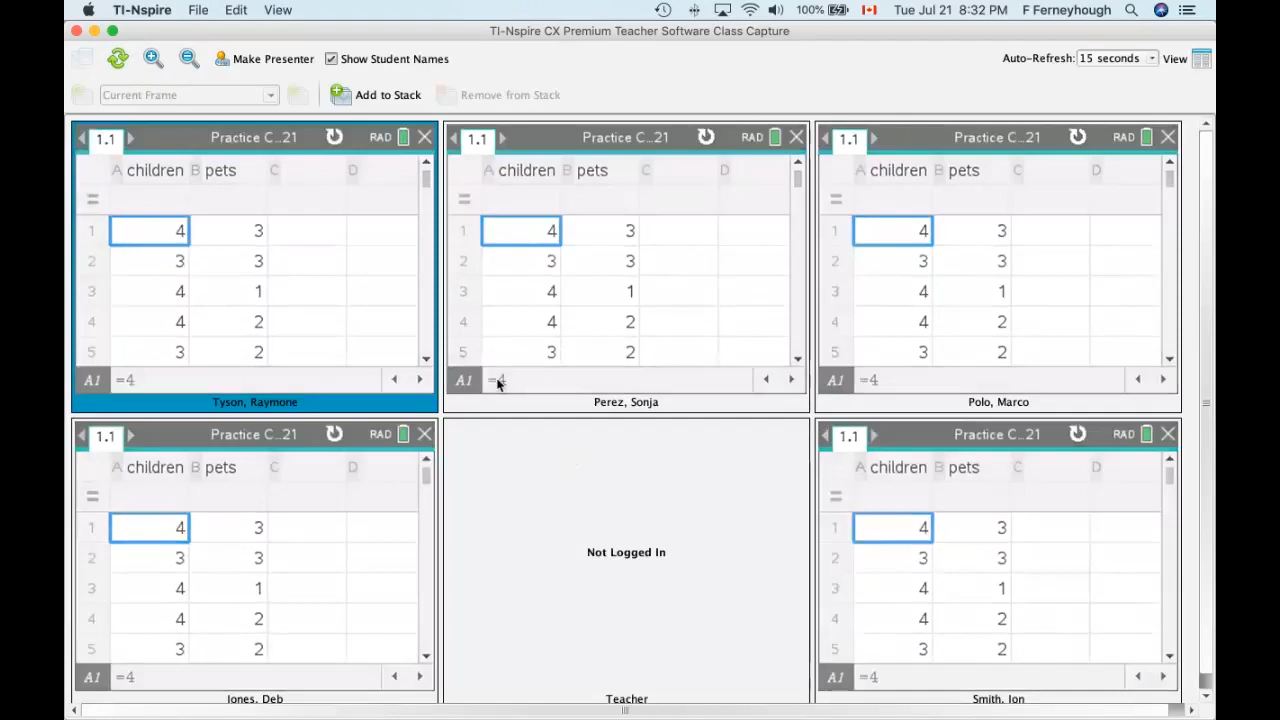 TI-Nspire File Edit View 100% Tue Jul 21 8:32 PM F Ferneyhough
TI-Nspire CX Premium Teacher Software Class Capture
Make Presenter Show Student Names Auto-Refresh: 15 seconds View
Current Frame Add to Stack Remove from Stack
1.1 Practice C...21 RAD
A children B pets C D
=
1 4 3
2 3 3
3 4 1
4 4 2
5 3 2
A1 =4
Tyson, Raymone
1.1 Practice C...21 RAD
A children B pets C D
=
1 4 3
2 3 3
3 4 1
4 4 2
5 3 2
A1 =4
Perez, Sonja
1.1 Practice C...21 RAD
A children B pets C D
=
1 4 3
2 3 3
3 4 1
4 4 2
5 3 2
A1 =4
Polo, Marco
1.1 Practice C...21 RAD
A children B pets C D
=
1 4 3
2 3 3
3 4 1
4 4 2
5 3 2
A1 =4
Jones, Deb
Not Logged In
Teacher
1.1 Practice C...21 RAD
A children B pets C D
=
1 4 3
2 3 3
3 4 1
4 4 2
5 3 2
A1 =4
Smith, Jon